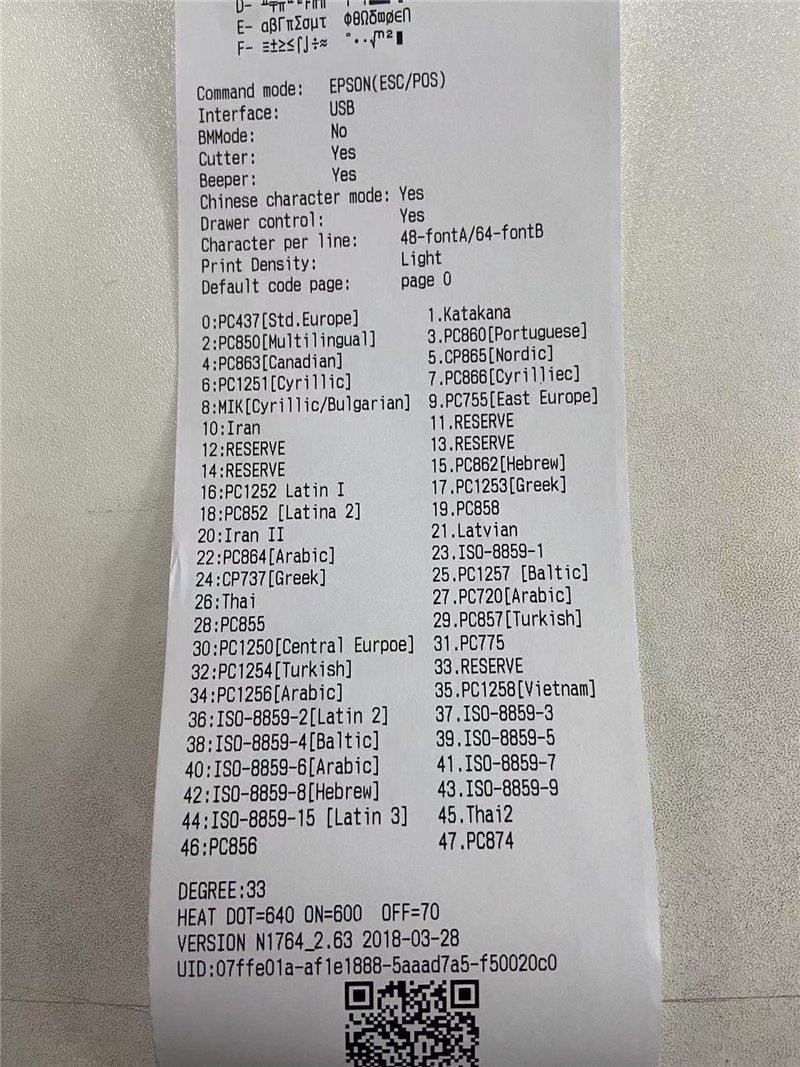 E- αβΓπΣσμτ ΦθΩδ∞øєΠ
F- ≡±≥≤⌠⌡÷≈ °··√ⁿ²■
Command mode: EPSON(ESC/POS)
Interface: USB
BMMode: No
Cutter: Yes
Beeper: Yes
Chinese character mode: Yes
Drawer control: Yes
Character per line: 48-fontA/64-fontB
Print Density: Light
Default code page: page 0
0:PC437[Std.Europe] 1.Katakana
2:PC850[Multilingual] 3.PC860[Portuguese]
4:PC863[Canadian] 5.CP865[Nordic]
6:PC1251[Cyrillic] 7.PC866[Cyrilliec]
8:MIK[Cyrillic/Bulgarian] 9.PC755[East Europe]
10:Iran 11.RESERVE
12:RESERVE 13.RESERVE
14:RESERVE 15.PC862[Hebrew]
16:PC1252 Latin I 17.PC1253[Greek]
18:PC852 [Latina 2] 19.PC858
20:Iran II 21.Latvian
22:PC864[Arabic] 23.ISO-8859-1
24:CP737[Greek] 25.PC1257 [Baltic]
26:Thai 27.PC720[Arabic]
28:PC855 29.PC857[Turkish]
30:PC1250[Central Eurpoe] 31.PC775
32:PC1254[Turkish] 33.RESERVE
34:PC1256[Arabic] 35.PC1258[Vietnam]
36:ISO-8859-2[Latin 2] 37.ISO-8859-3
38:ISO-8859-4[Baltic] 39.ISO-8859-5
40:ISO-8859-6[Arabic] 41.ISO-8859-7
42:ISO-8859-8[Hebrew] 43.ISO-8859-9
44:ISO-8859-15 [Latin 3] 45.Thai2
46:PC856 47.PC874
DEGREE:33
HEAT DOT=640 ON=600 OFF=70
VERSION N1764_2.63 2018-03-28
UID:07ffe01a-af1e1888-5aaad7a5-f50020c0